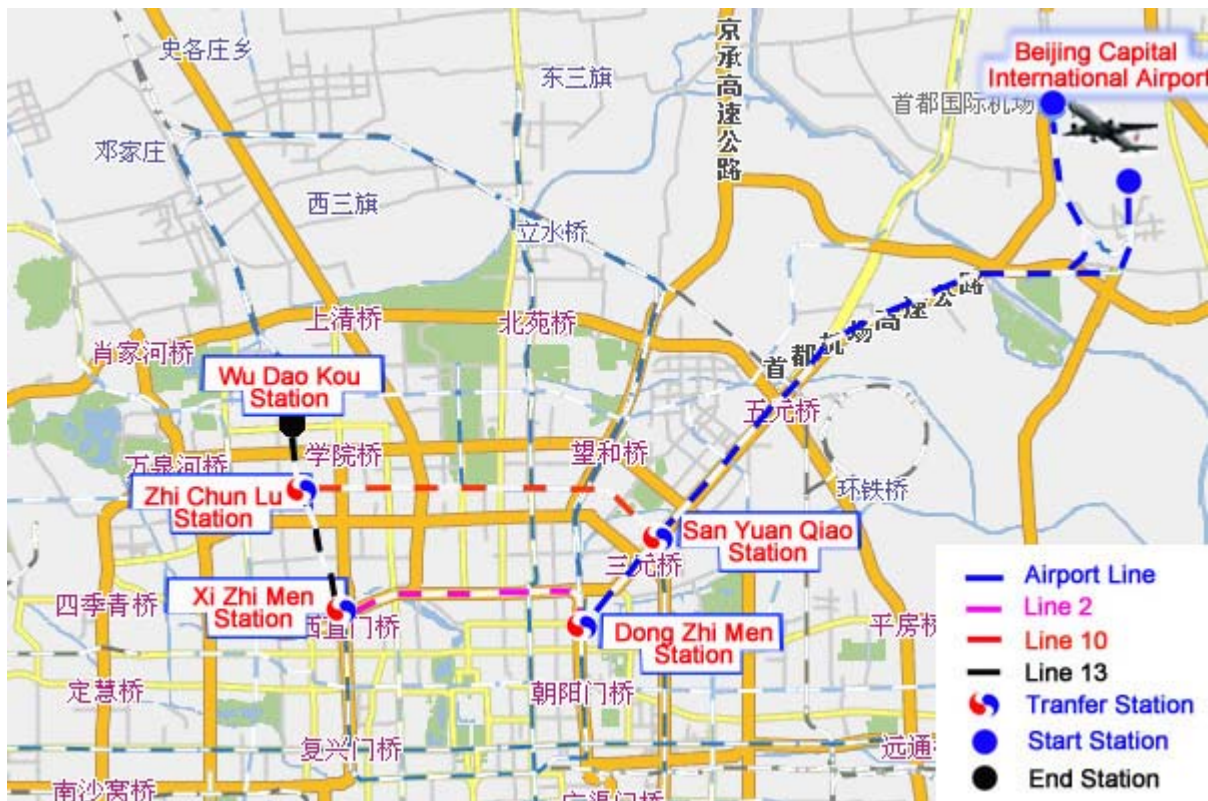 史各庄乡
东三旗
京承高速公路
Beijing Capital
International Airport
首都国际机场
邓家庄
西三旗
立水桥
上清桥
北苑桥
肖家河桥
首都机场高速公路
Wu Dao Kou
Station
五元桥
万泉河桥
学院桥
望和桥
Zhi Chun Lu
Station
环铁桥
San Yuan Qiao
Station
三元桥
Xi Zhi Men
Station
四季青桥
西直门桥
Dong Zhi Men
Station
平房桥
定慧桥
朝阳门桥
复兴门桥
南沙窝桥
Airport Line
Line 2
Line 10
Line 13
Tranfer Station
Start Station
End Station